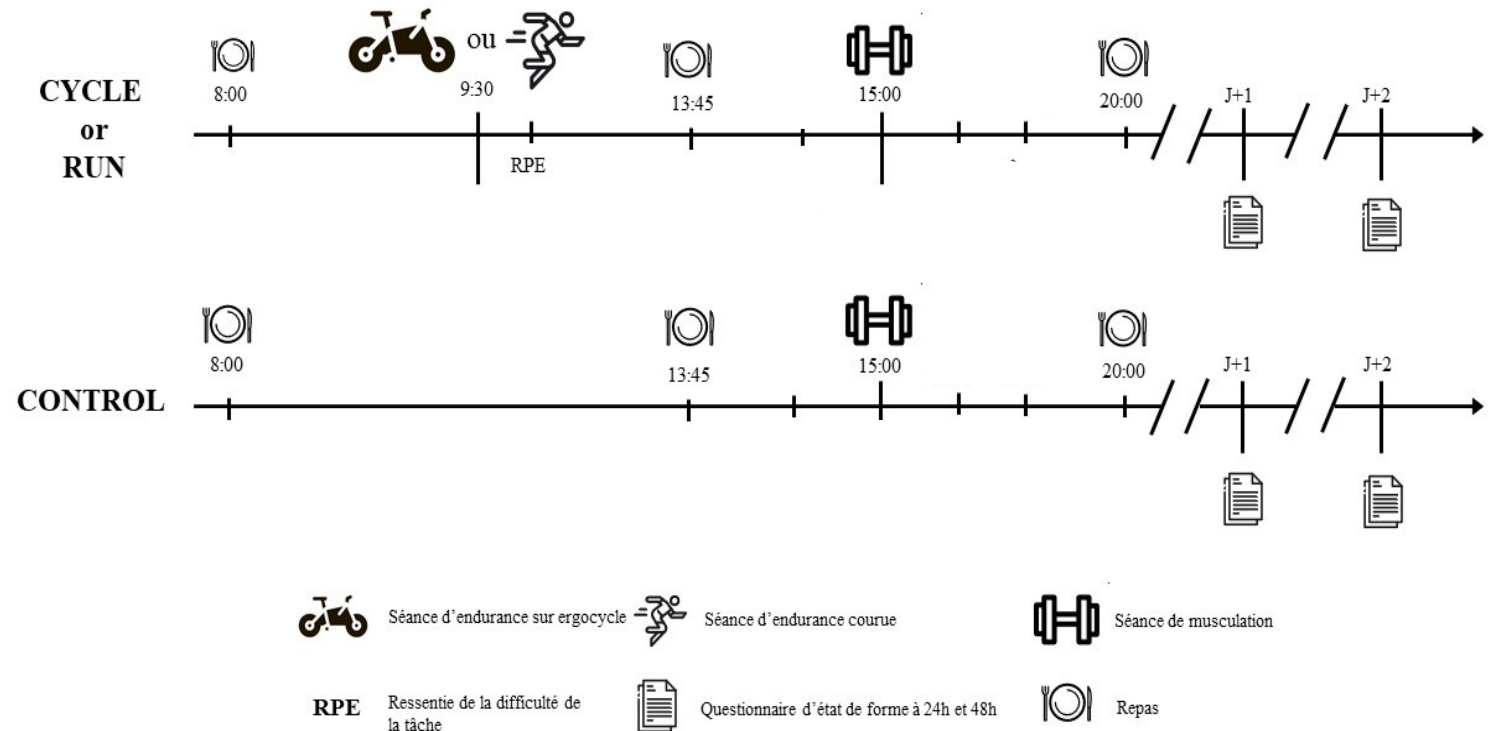 ou
CYCLE
or
RUN
8:00
9:30
13:45
15:00
20:00
J+1
J+2
RPE
CONTROL
8:00
13:45
15:00
20:00
J+1
J+2
Séance d’endurance sur ergocycle
Séance d’endurance courue
Séance de musculation
RPE
Ressentie de la difficulté de
la tâche
Questionnaire d’état de forme à 24h et 48h
Repas